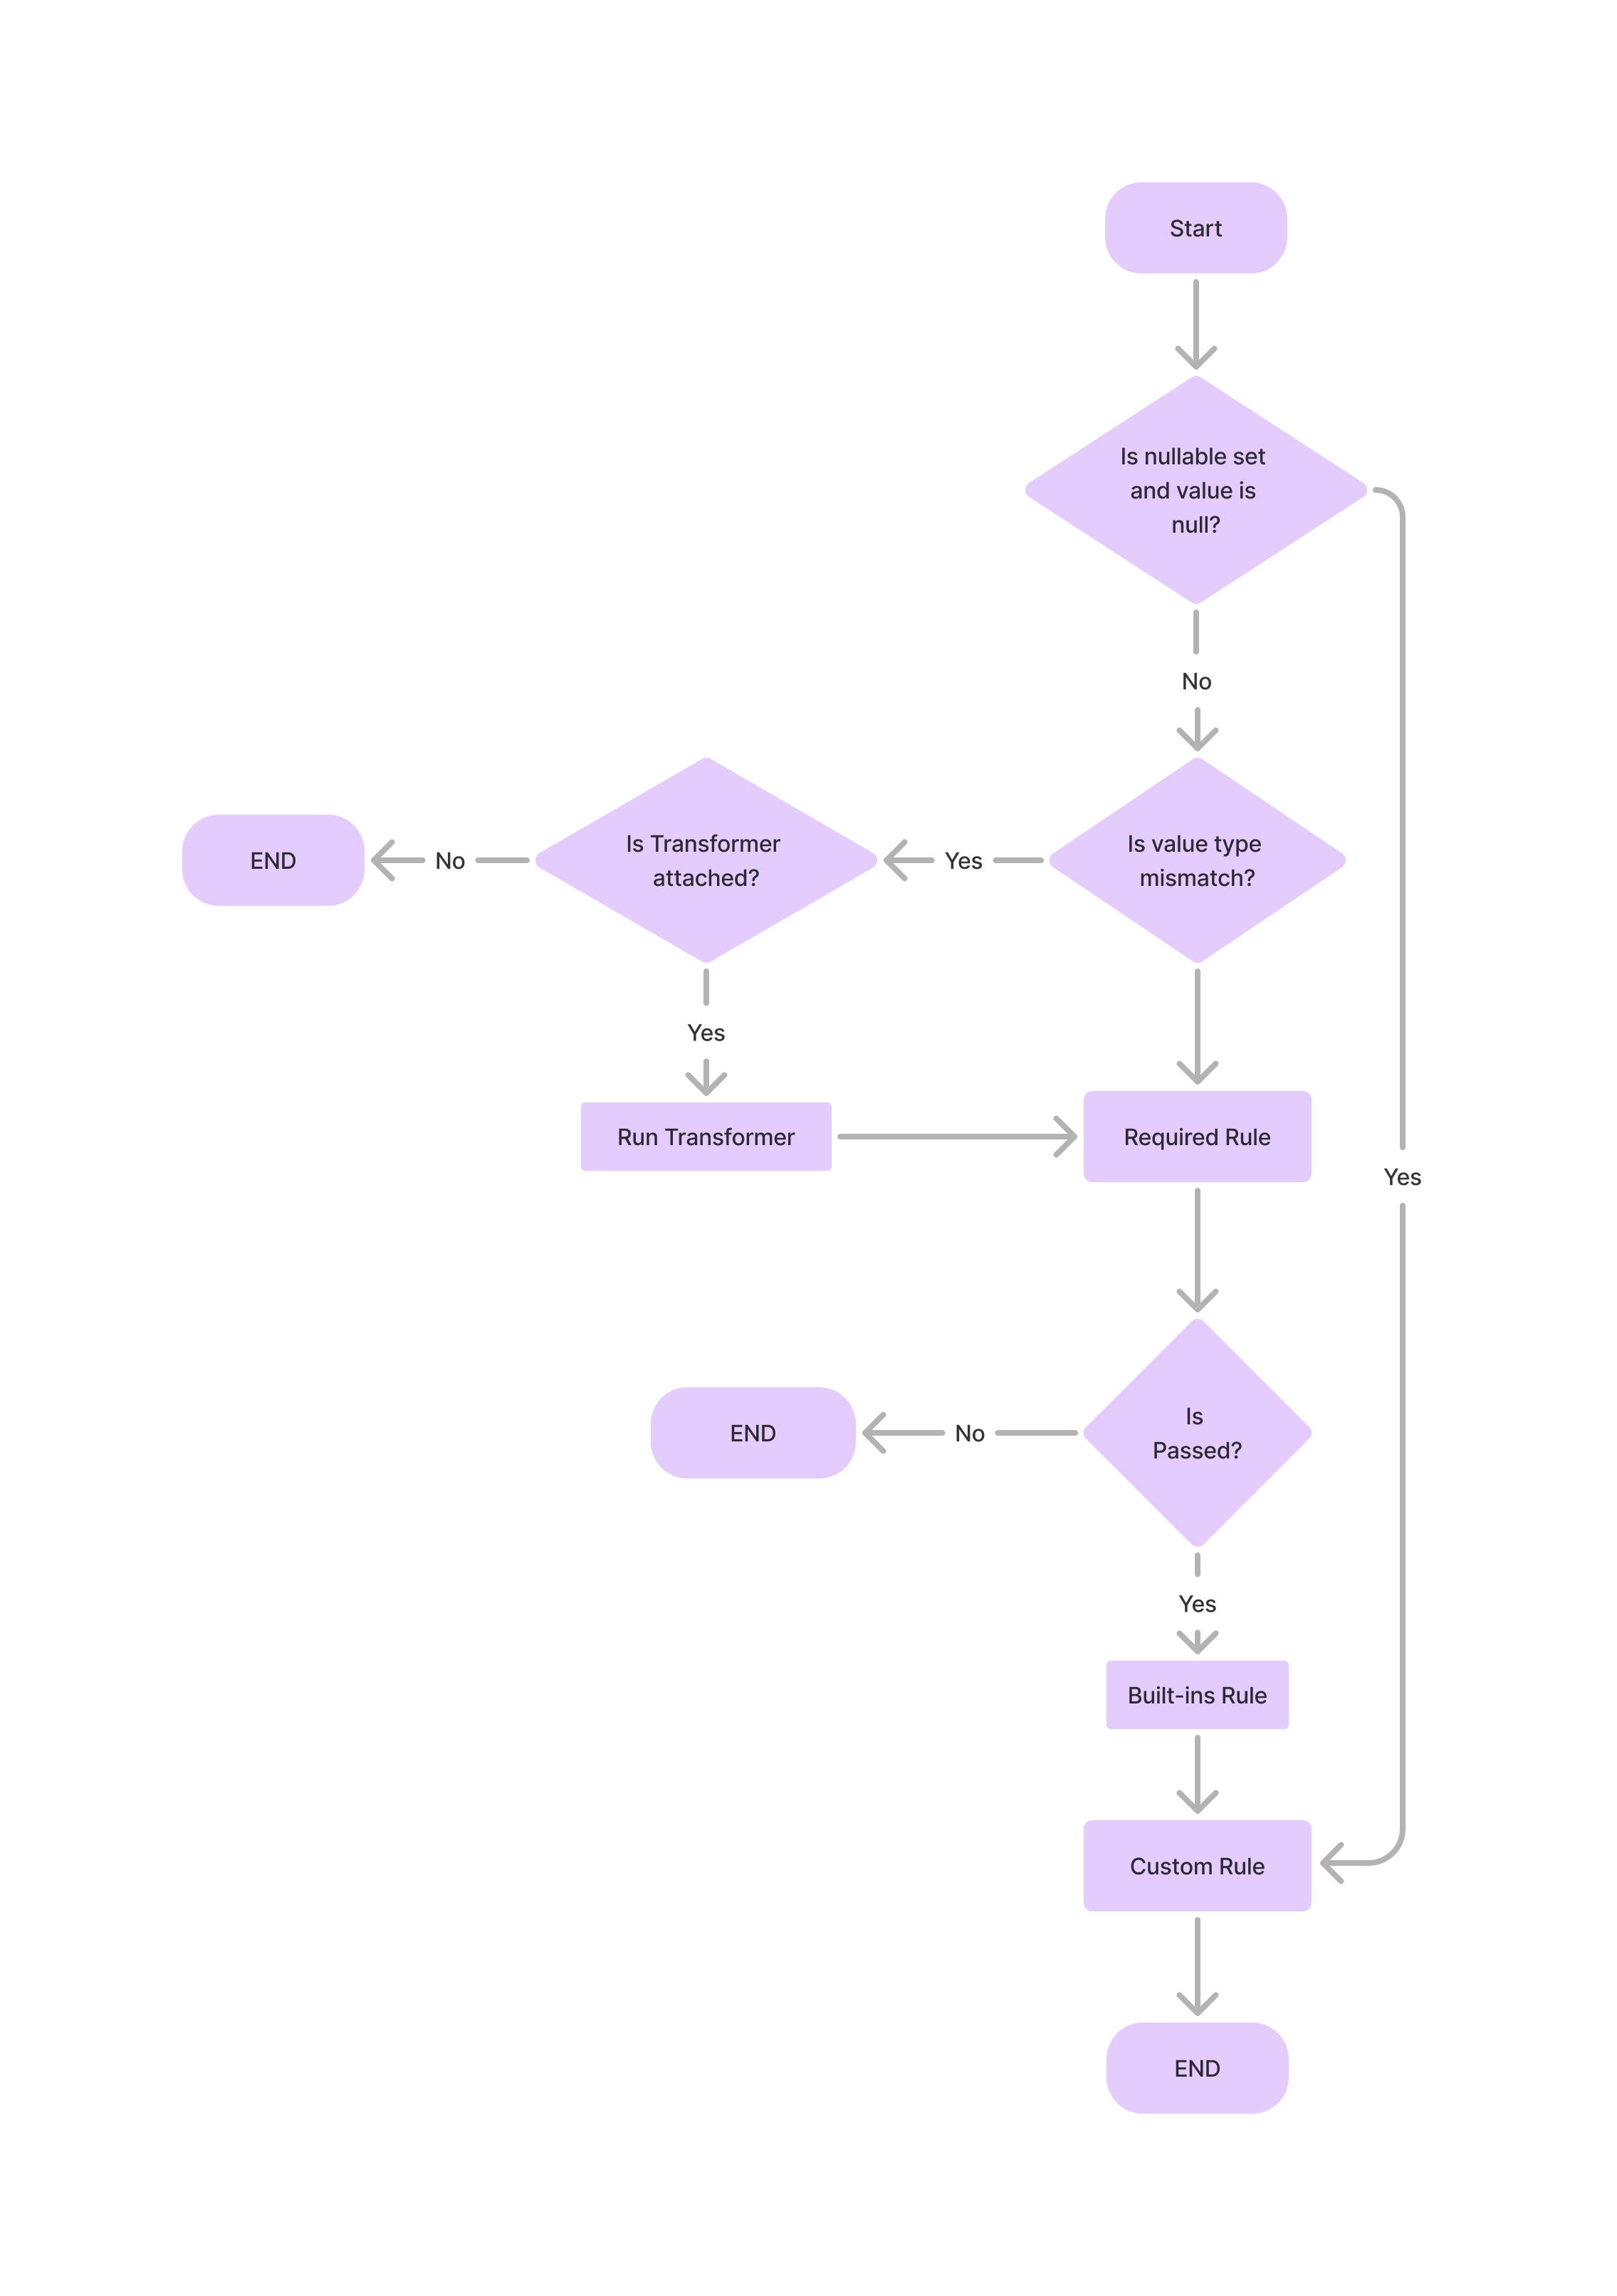 Start
Is nullable set
and value is
null?
No
Is value type
mismatch?
Yes
Is Transformer
attached?
No
END
Yes
Run Transformer
Required Rule
Yes
Is
Passed?
No
END
Yes
Built-ins Rule
Custom Rule
END